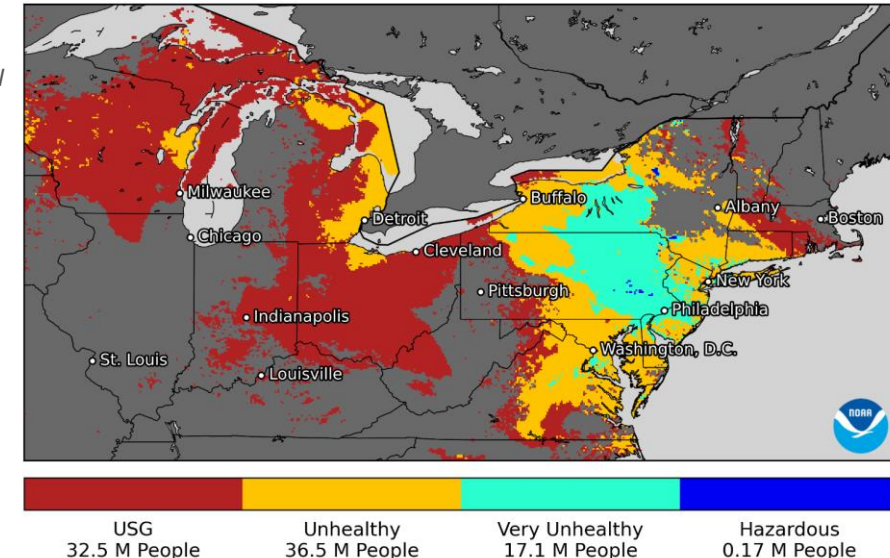 Milwaukee
Buffalo
Albany
Detroit
Boston
Chicago
Cleveland
New York
Pittsburgh
Philadelphia
Indianapolis
Washington, D.C.
St. Louis
Louisville
NOAA
USG
32.5 M People
Unhealthy
36.5 M People
Very Unhealthy
17.1 M People
Hazardous
0.17 M People